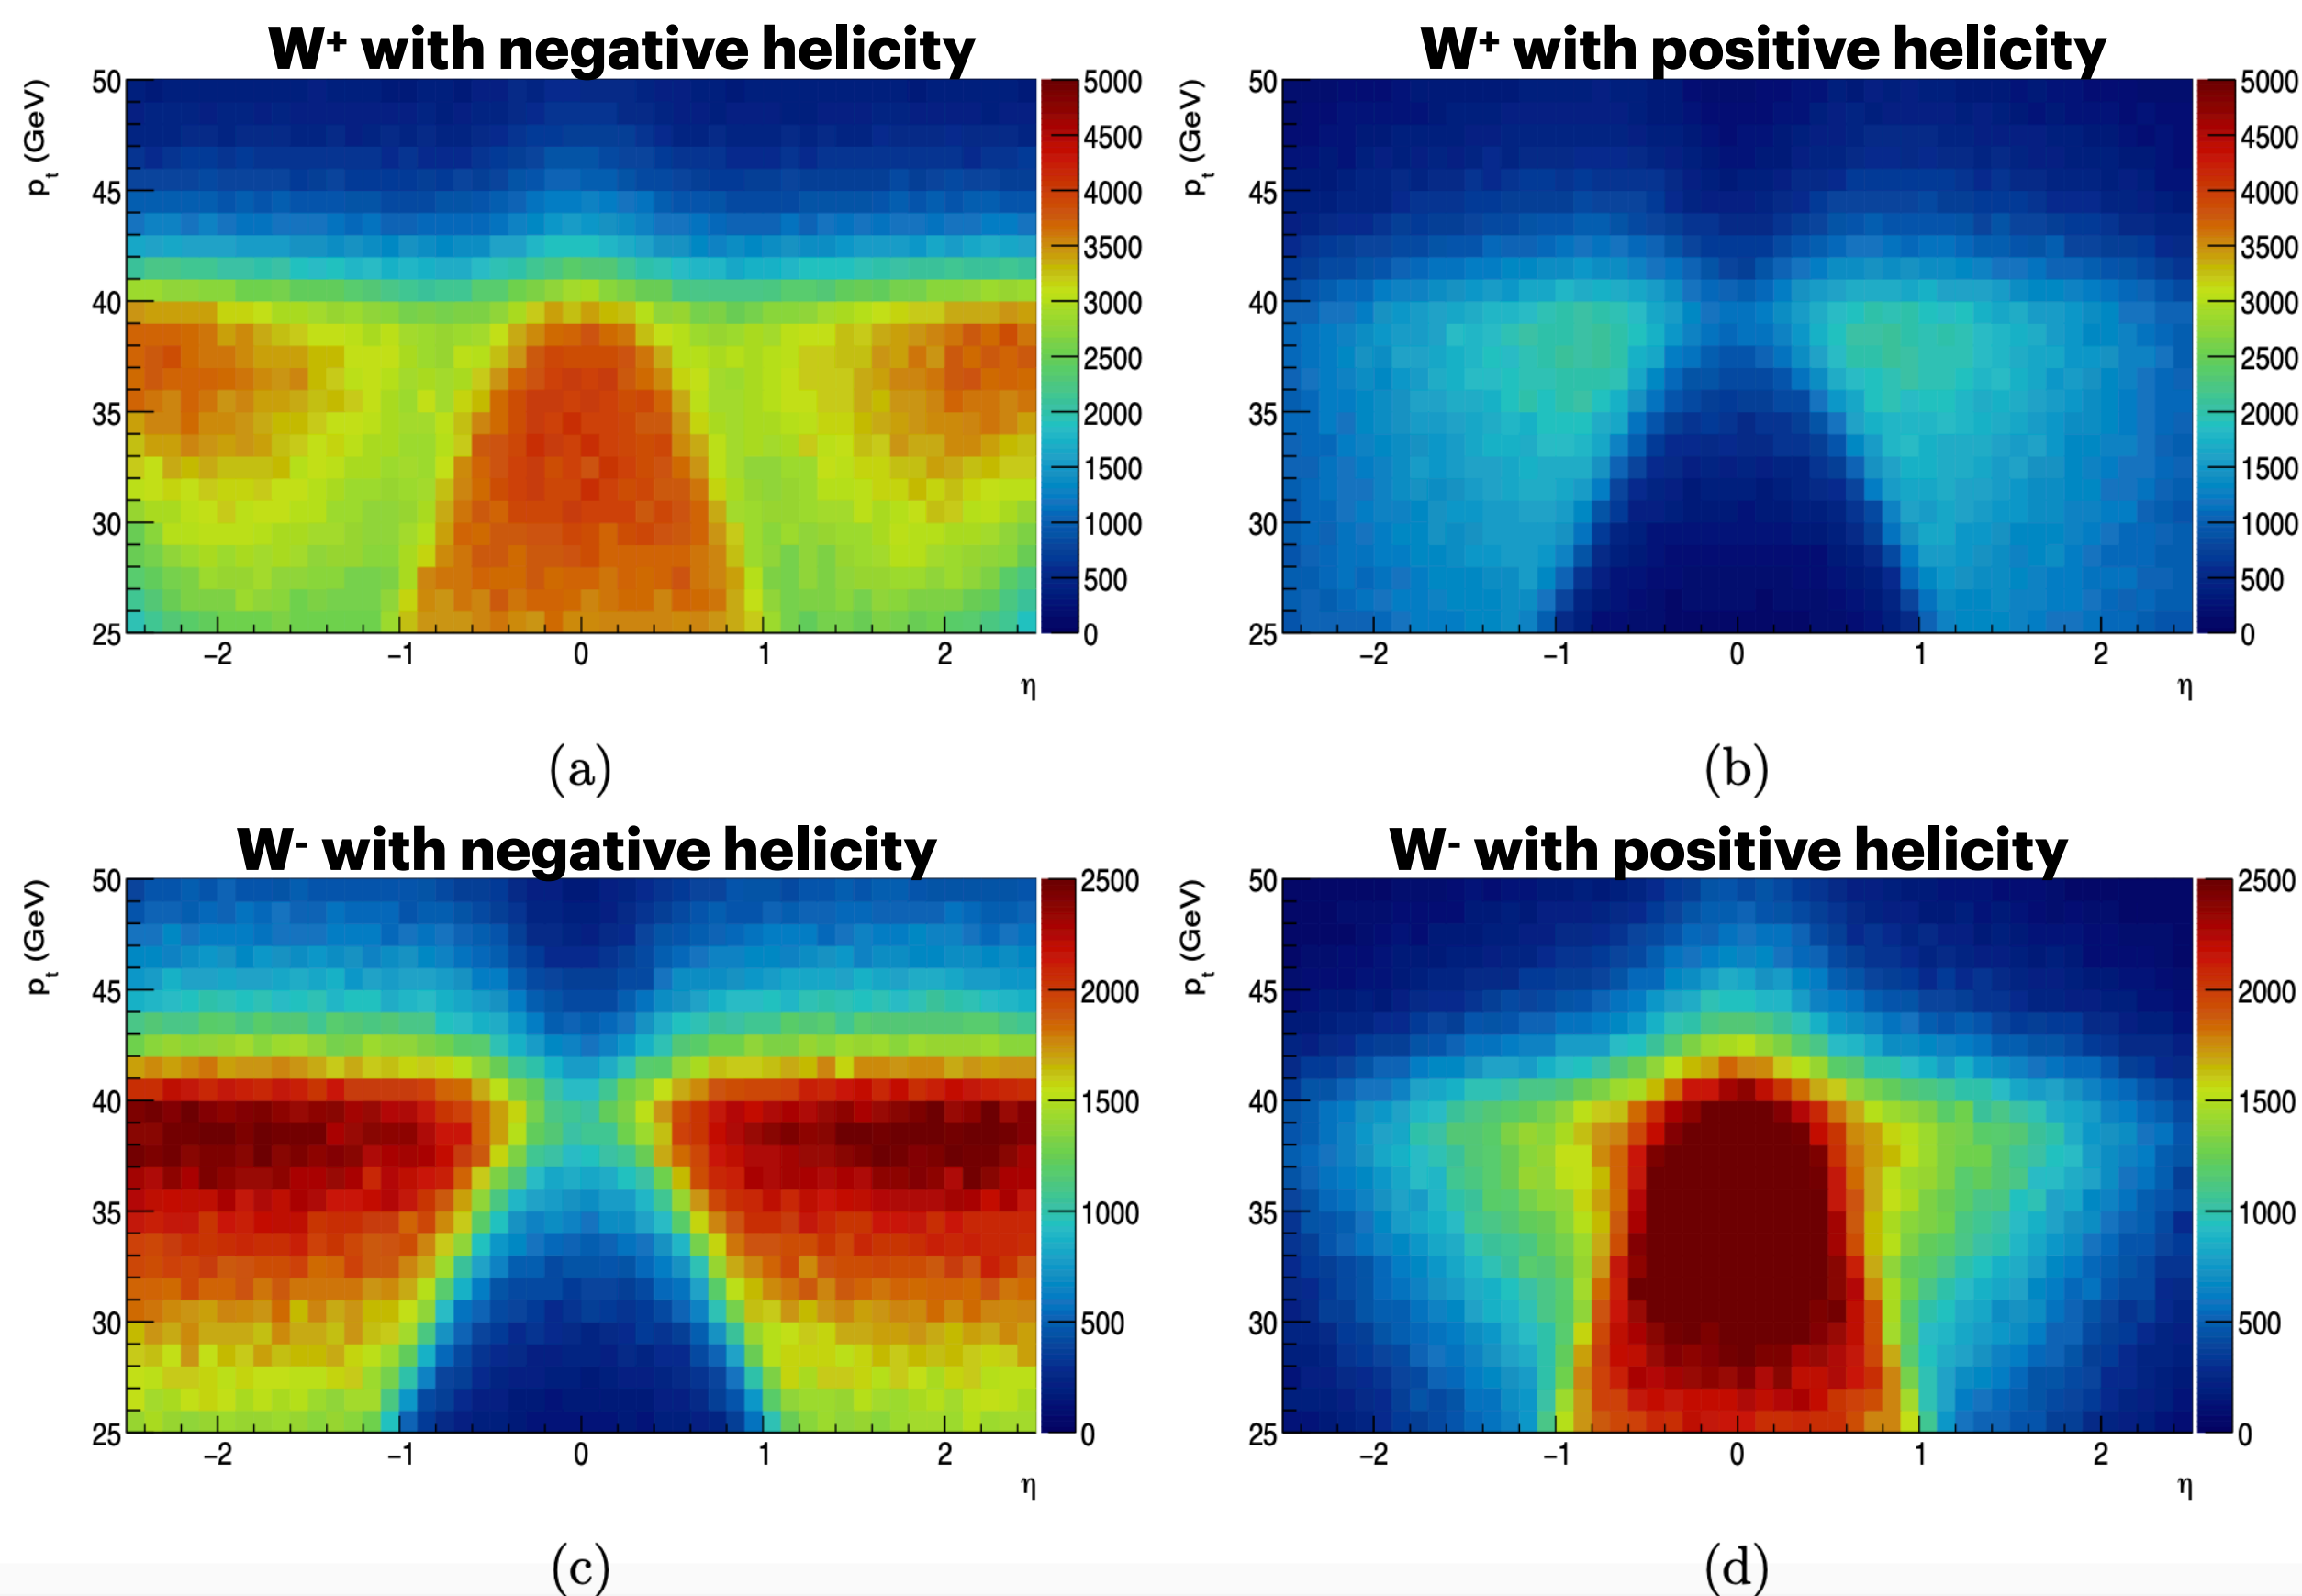 W⁺ with negative helicity
p_t (GeV)
50
45
40
35
30
25
−2 −1 0 1 2
η
5000
4500
4000
3500
3000
2500
2000
1500
1000
500
0
(a)
W⁺ with positive helicity
p_t (GeV)
50
45
40
35
30
25
−2 −1 0 1 2
η
5000
4500
4000
3500
3000
2500
2000
1500
1000
500
0
(b)
W⁻ with negative helicity
p_t (GeV)
50
45
40
35
30
25
−2 −1 0 1 2
η
2500
2000
1500
1000
500
0
(c)
W⁻ with positive helicity
p_t (GeV)
50
45
40
35
30
25
−2 −1 0 1 2
η
2500
2000
1500
1000
500
0
(d)